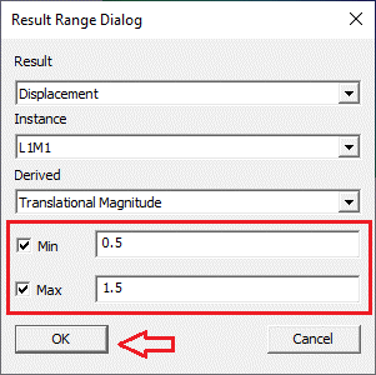 Result Range Dialog
Result
Displacement
Instance
L1M1
Derived
Translational Magnitude
Min 0.5
Max 1.5
OK Cancel